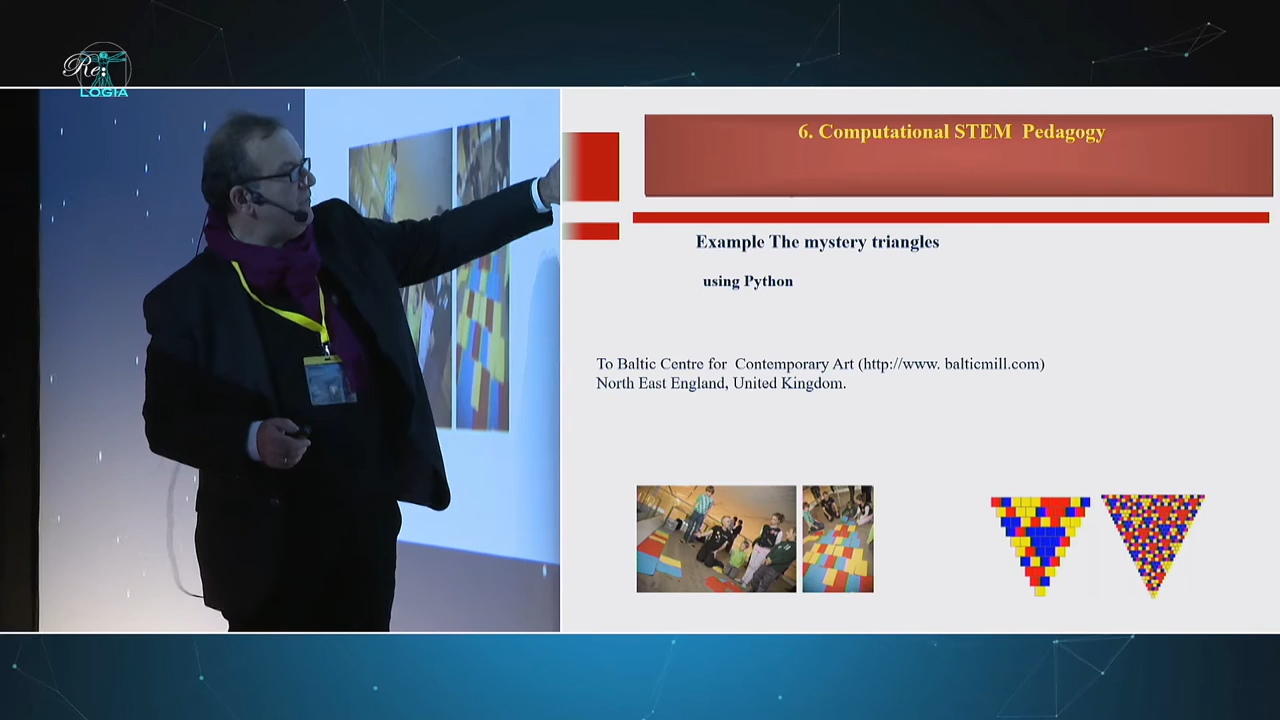 Re:
LOGIA
6. Computational STEM Pedagogy
Example The mystery triangles
using Python
To Baltic Centre for Contemporary Art (http://www. balticmill.com)
North East England, United Kingdom.